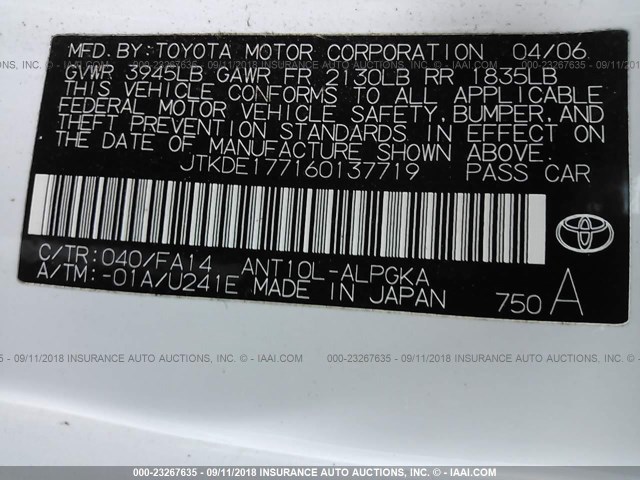 MFD.BY:TOYOTA MOTOR CORPORATION 04/06
GVWR 3945LB GAWR FR 2130LB RR 1835LB
THIS VEHICLE CONFORMS TO ALL APPLICABLE
FEDERAL MOTOR VEHICLE SAFETY, BUMPER, AND
THEFT PREVENTION STANDARDS IN EFFECT ON
THE DATE OF MANUFACTURE SHOWN ABOVE.
JTKDE177160137719 PASS CAR
C/TR:040/FA14 ANT10L-ALPGKA
A/TM:-01A/U241E MADE IN JAPAN 750 A
TOYOTA
000-23267635 - 09/11/2018 INSURANCE AUTO AUCTIONS, INC. - IAAI.COM